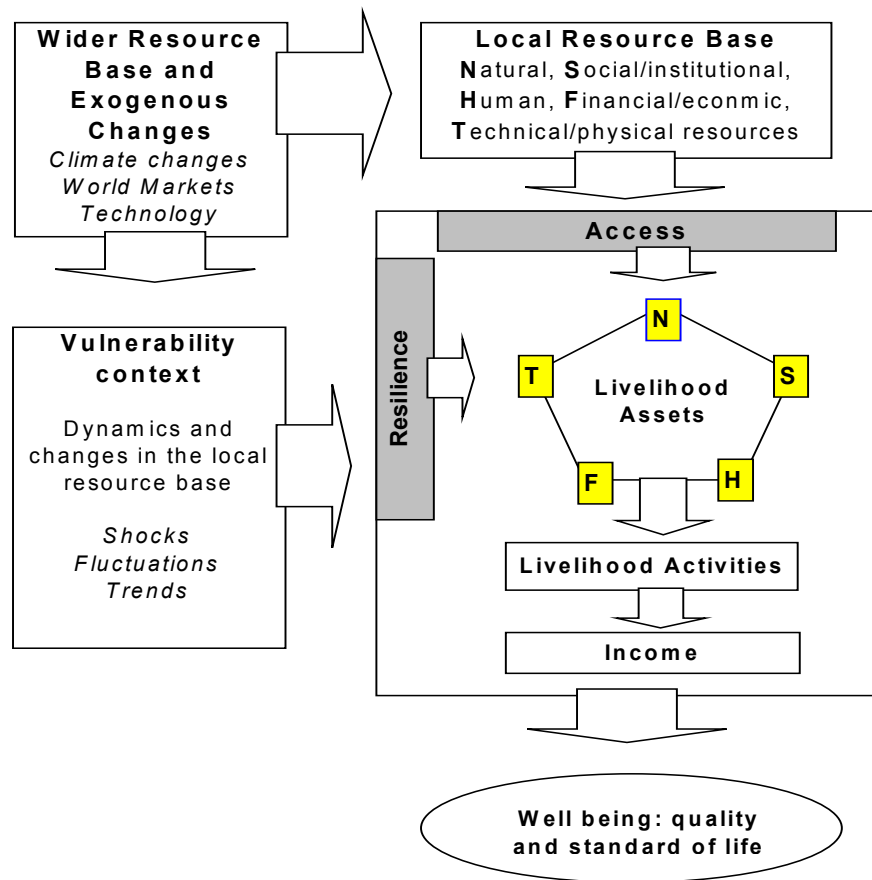 Wider Resource
Base and
Exogenous
Changes
Climate changes
World Markets
Technology
Local Resource Base
Natural, Social/institutional,
Human, Financial/econmic,
Technical/physical resources
Access
Resilience
Vulnerability
context
Dynamics and
changes in the local
resource base
Shocks
Fluctuations
Trends
N
T
S
Livelihood
Assets
F
H
Livelihood Activities
Income
Well being: quality
and standard of life